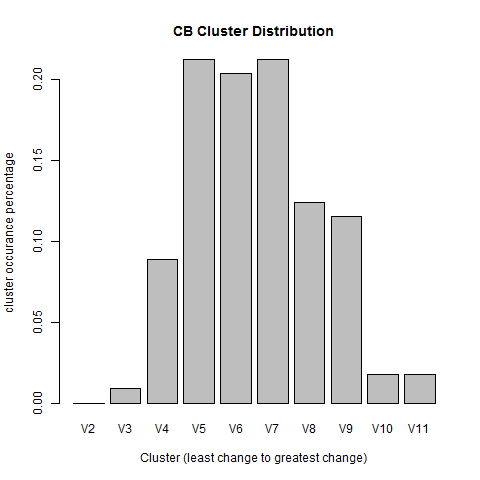 CB Cluster Distribution
cluster occurance percentage
0.20
0.15
0.10
0.05
0.00
V2 V3 V4 V5 V6 V7 V8 V9 V10 V11
Cluster (least change to greatest change)